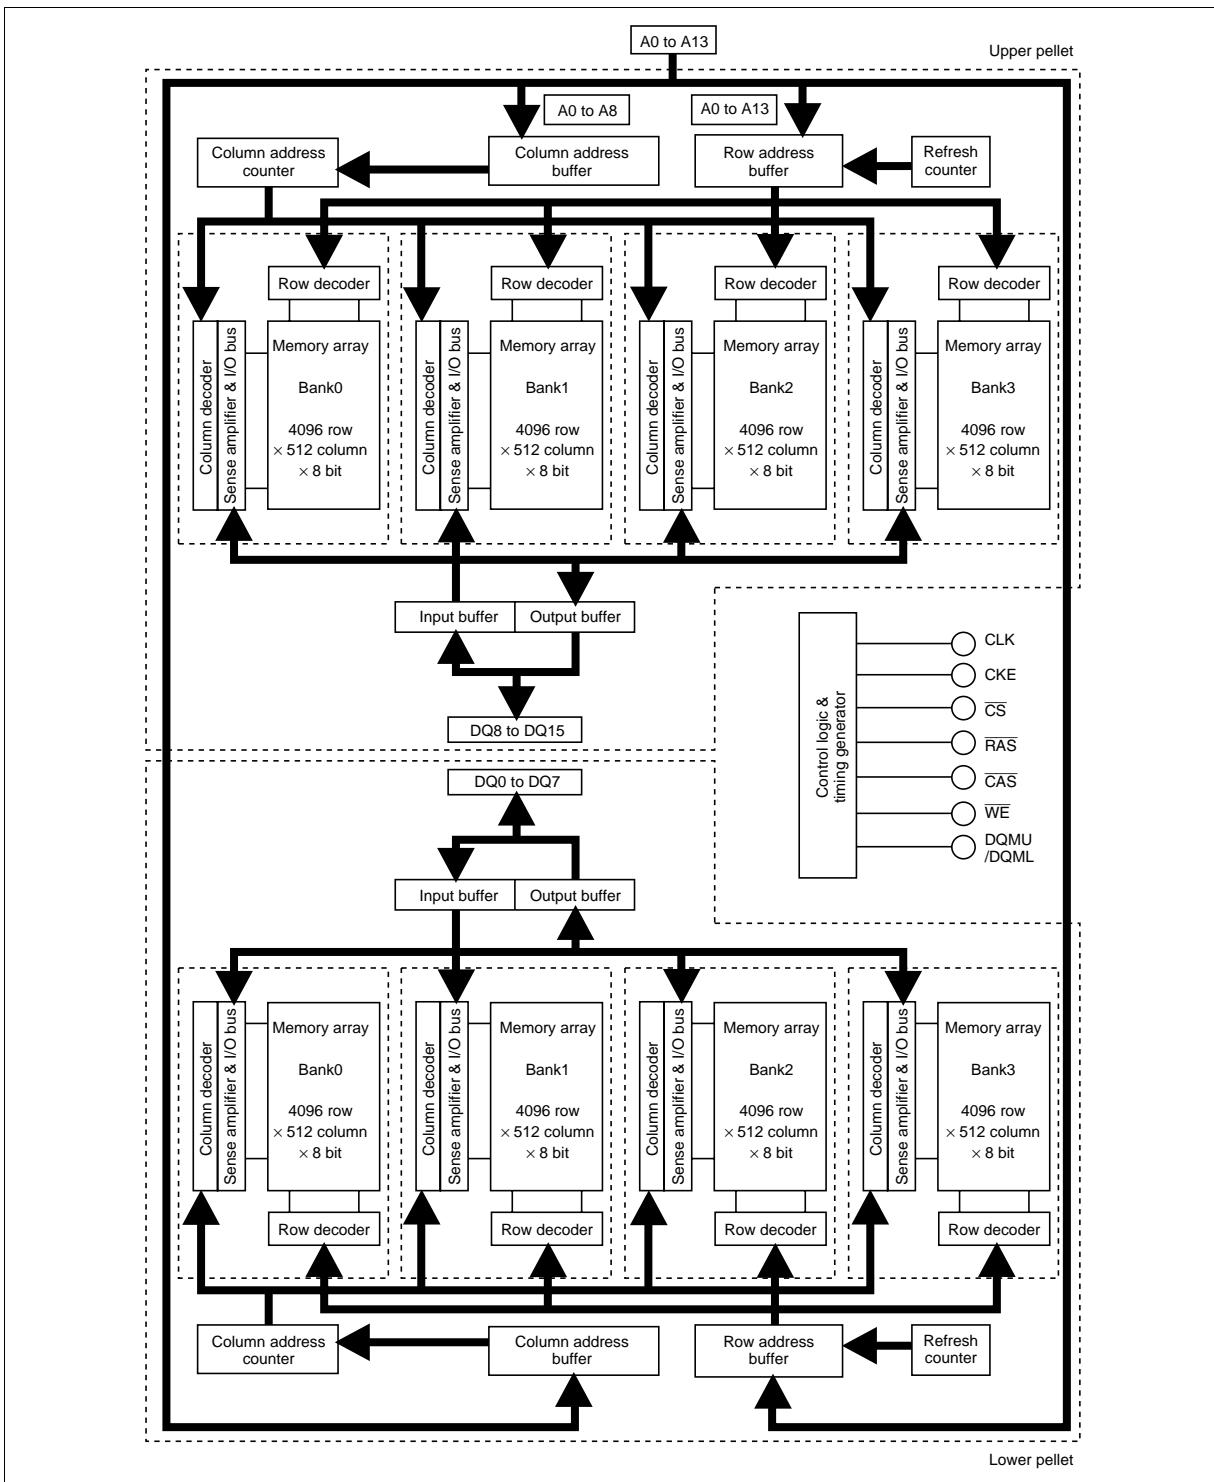 A0 to A13
Upper pellet
A0 to A8
A0 to A13
Column address
counter
Column address
buffer
Row address
buffer
Refresh
counter
Row decoder
Row decoder
Row decoder
Row decoder
Column decoder
Sense amplifier & I/O bus
Memory array
Bank0
4096 row
× 512 column
× 8 bit
Column decoder
Sense amplifier & I/O bus
Memory array
Bank1
4096 row
× 512 column
× 8 bit
Column decoder
Sense amplifier & I/O bus
Memory array
Bank2
4096 row
× 512 column
× 8 bit
Column decoder
Sense amplifier & I/O bus
Memory array
Bank3
4096 row
× 512 column
× 8 bit
Input buffer
Output buffer
DQ8 to DQ15
Control logic &
timing generator
CLK
CKE
C̅S̅
R̅A̅S̅
C̅A̅S̅
W̅E̅
DQMU
/DQML
DQ0 to DQ7
Input buffer
Output buffer
Column decoder
Sense amplifier & I/O bus
Memory array
Bank0
4096 row
× 512 column
× 8 bit
Column decoder
Sense amplifier & I/O bus
Memory array
Bank1
4096 row
× 512 column
× 8 bit
Column decoder
Sense amplifier & I/O bus
Memory array
Bank2
4096 row
× 512 column
× 8 bit
Column decoder
Sense amplifier & I/O bus
Memory array
Bank3
4096 row
× 512 column
× 8 bit
Row decoder
Row decoder
Row decoder
Row decoder
Column address
counter
Column address
buffer
Row address
buffer
Refresh
counter
Lower pellet